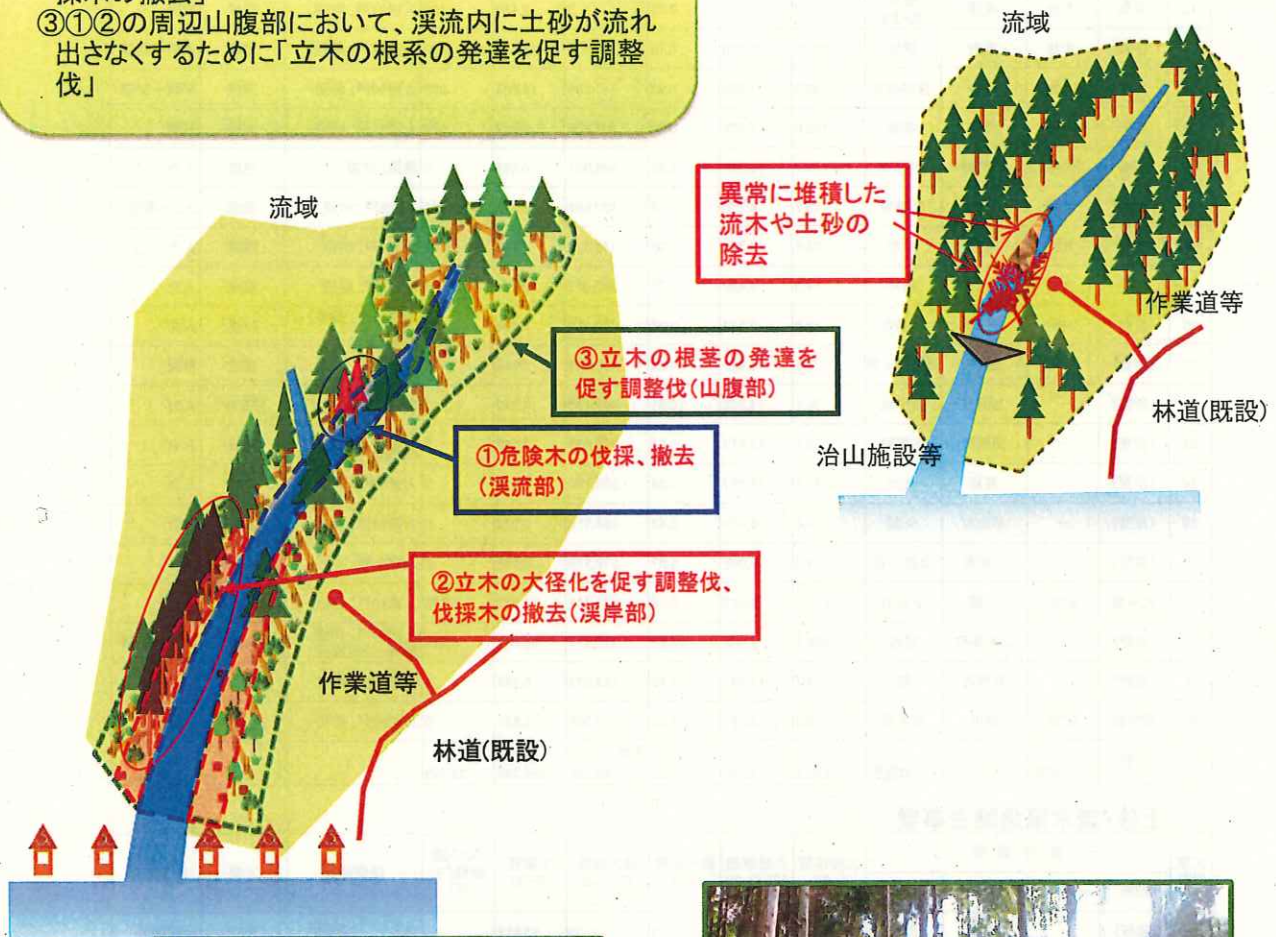 ③①②の周辺山腹部において、渓流内に土砂が流れ
出さなくするために「立木の根系の発達を促す調整
伐」
流域
異常に堆積した
流木や土砂の
除去
作業道等
林道(既設)
治山施設等
流域
③立木の根茎の発達を
促す調整伐(山腹部)
①危険木の伐採、撤去
(渓流部)
②立木の大径化を促す調整伐、
伐採木の撤去(渓岸部)
作業道等
林道(既設)